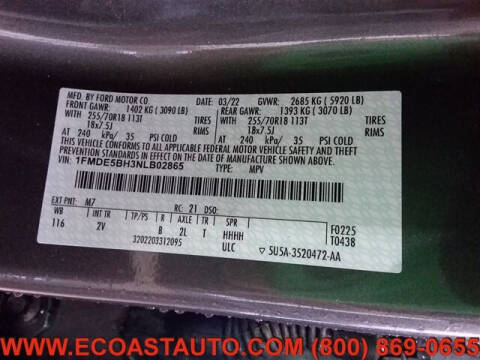 MFD. BY FORD MOTOR CO.
03/22 GVWR: 2685 KG ( 5920 LB)
FRONT GAWR: 1402 KG ( 3090 LB)
REAR GAWR: 1393 KG ( 3070 LB)
WITH 255/70R18 113T TIRES
WITH 255/70R18 113T TIRES
18x7.5J RIMS
18x7.5J RIMS
AT 240 kPa/ 35 PSI COLD
AT 240 kPa/ 35 PSI COLD
THIS VEHICLE CONFORMS TO ALL APPLICABLE FEDERAL MOTOR VEHICLE
SAFETY AND THEFT PREVENTION STANDARDS IN EFFECT ON THE DATE OF
MANUFACTURE SHOWN ABOVE.
VIN: 1FMDE5BH3NLB02865
TYPE: MPV
EXT PNT: M7 RC: 21 DSO:
WB INT TR TP/PS R AXLE TR SPR
116 2V B 2L T HHHH
ULC
F0225
T0438
3202203312095
5U5A-3520472-AA
WWW.ECOASTAUTO.COM (800) 869-0655